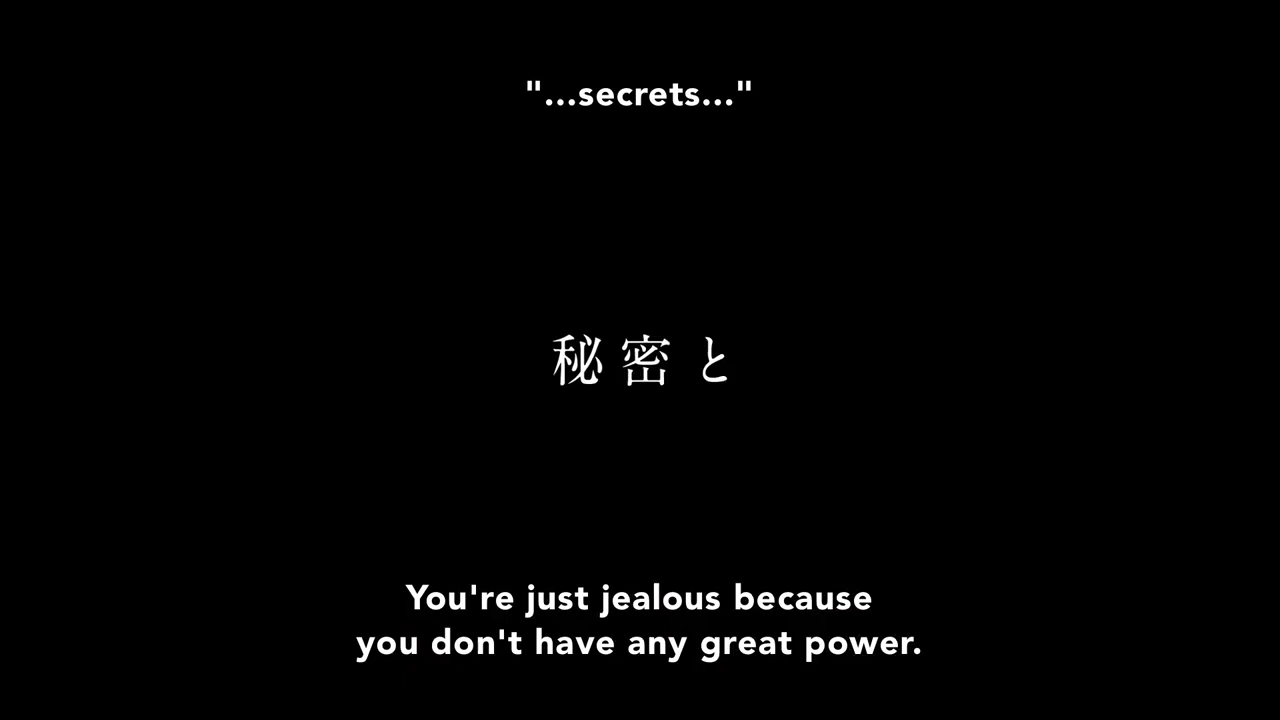 "...secrets..."
秘密と
You're just jealous because
you don't have any great power.